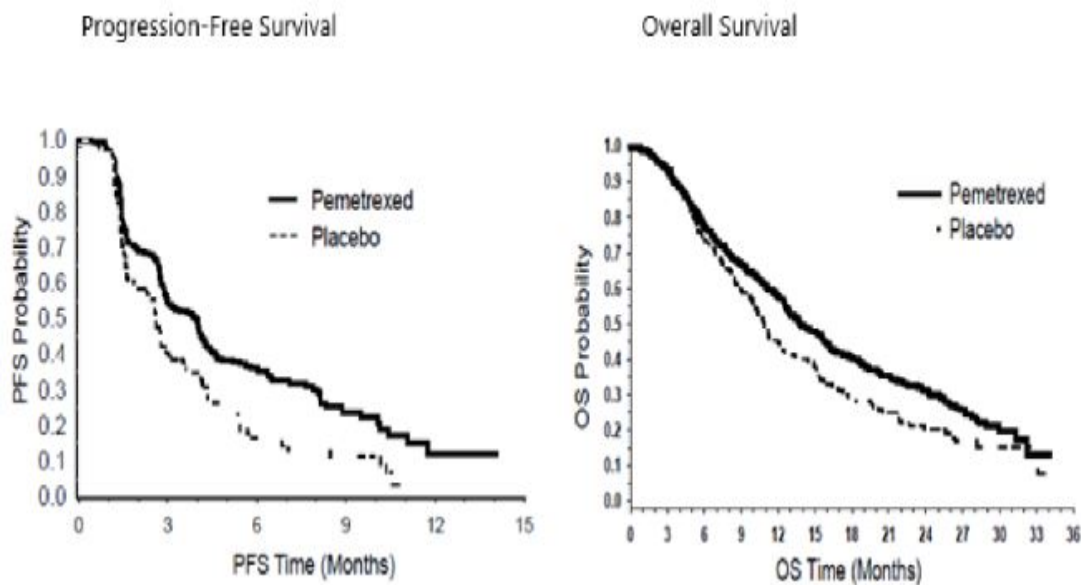 Progression-Free Survival
Overall Survival
PFS Probability
1.0
0.9
0.8
0.7
0.6
0.5
0.4
0.3
0.2
0.1
0.0
Pemetrexed
Placebo
0 3 6 9 12 15
PFS Time (Months)
OS Probability
1.0
0.9
0.8
0.7
0.6
0.5
0.4
0.3
0.2
0.1
0.0
Pemetrexed
Placebo
0 3 6 9 12 15 18 21 24 27 30 33 36
OS Time (Months)